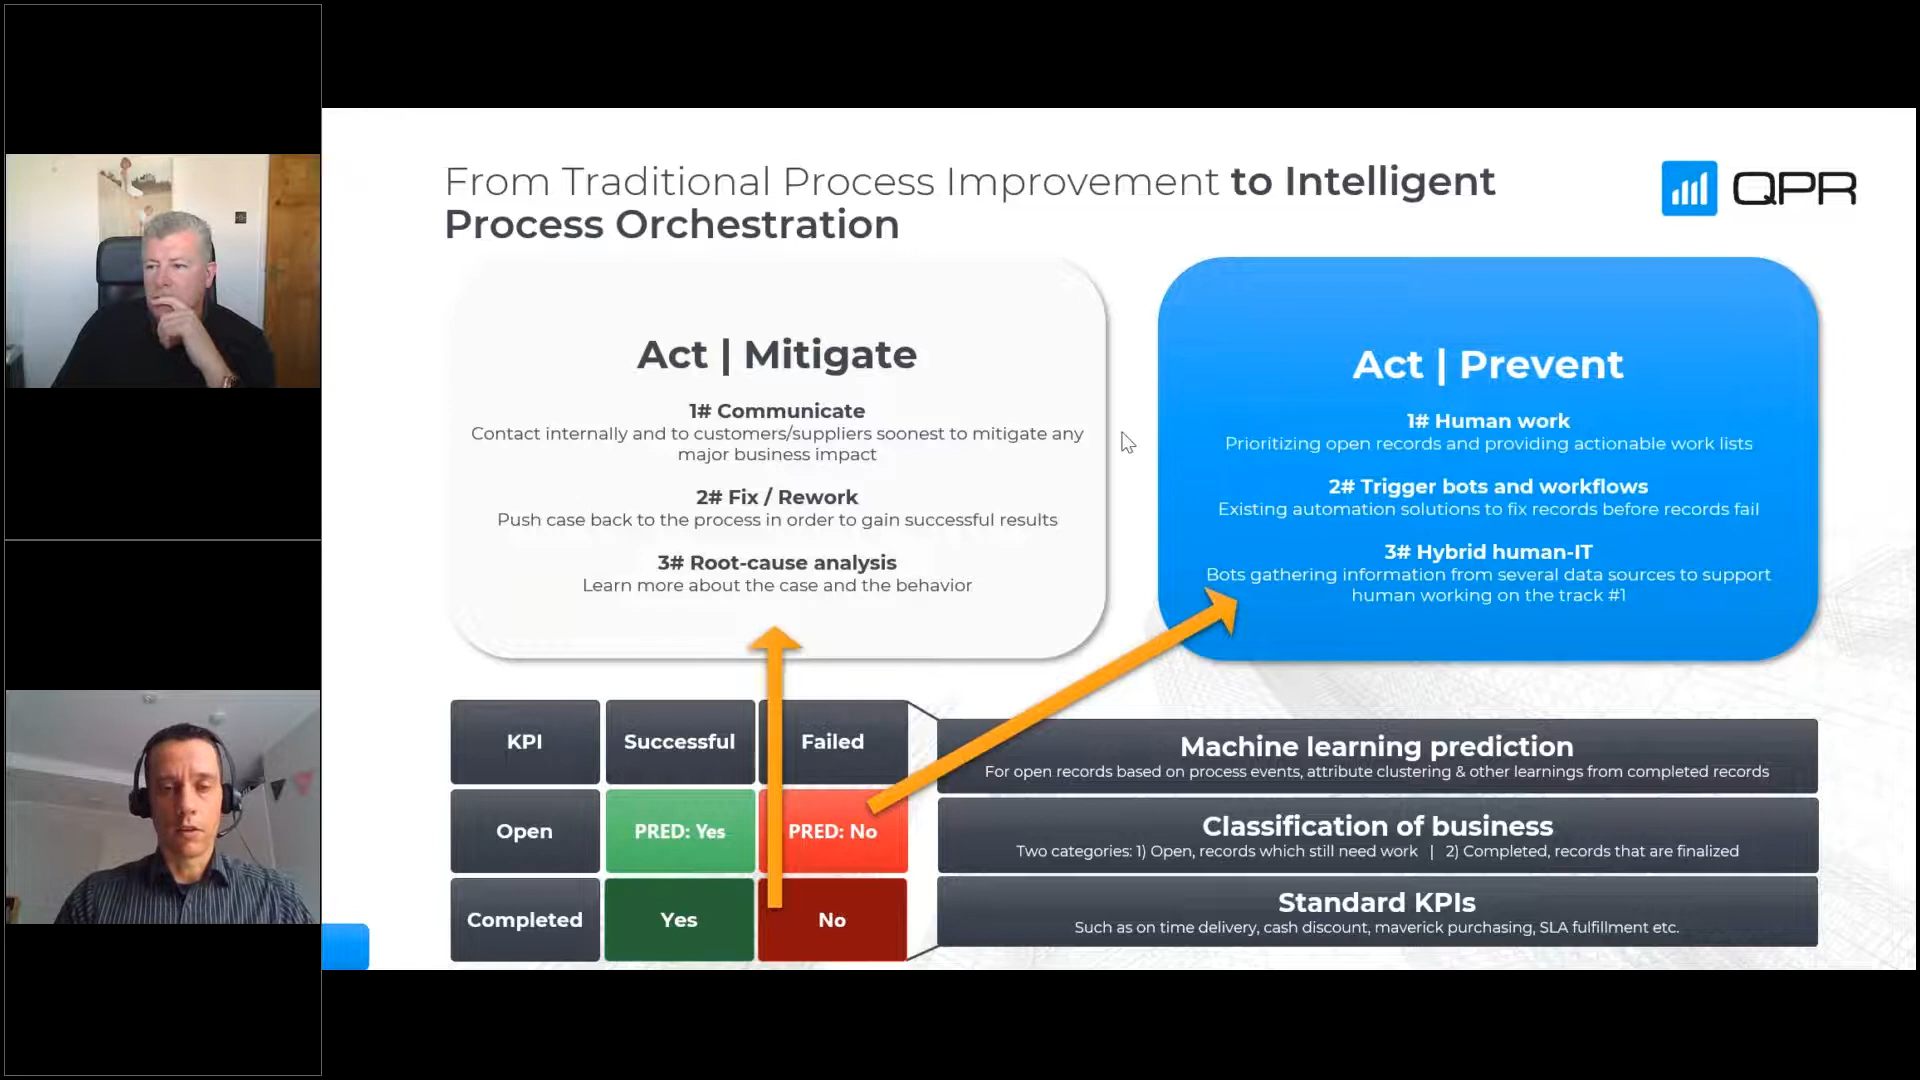 From Traditional Process Improvement to Intelligent
Process Orchestration
QPR
Act | Mitigate
1# Communicate
Contact internally and to customers/suppliers soonest to mitigate any
major business impact
2# Fix / Rework
Push case back to the process in order to gain successful results
3# Root-cause analysis
Learn more about the case and the behavior
Act | Prevent
1# Human work
Prioritizing open records and providing actionable work lists
2# Trigger bots and workflows
Existing automation solutions to fix records before records fail
3# Hybrid human-IT
Bots gathering information from several data sources to support
human working on the track #1
KPI
Successful
Failed
Open
PRED: Yes
PRED: No
Completed
Yes
No
Machine learning prediction
For open records based on process events, attribute clustering & other learnings from completed records
Classification of business
Two categories: 1) Open, records which still need work | 2) Completed, records that are finalized
Standard KPIs
Such as on time delivery, cash discount, maverick purchasing, SLA fulfillment etc.